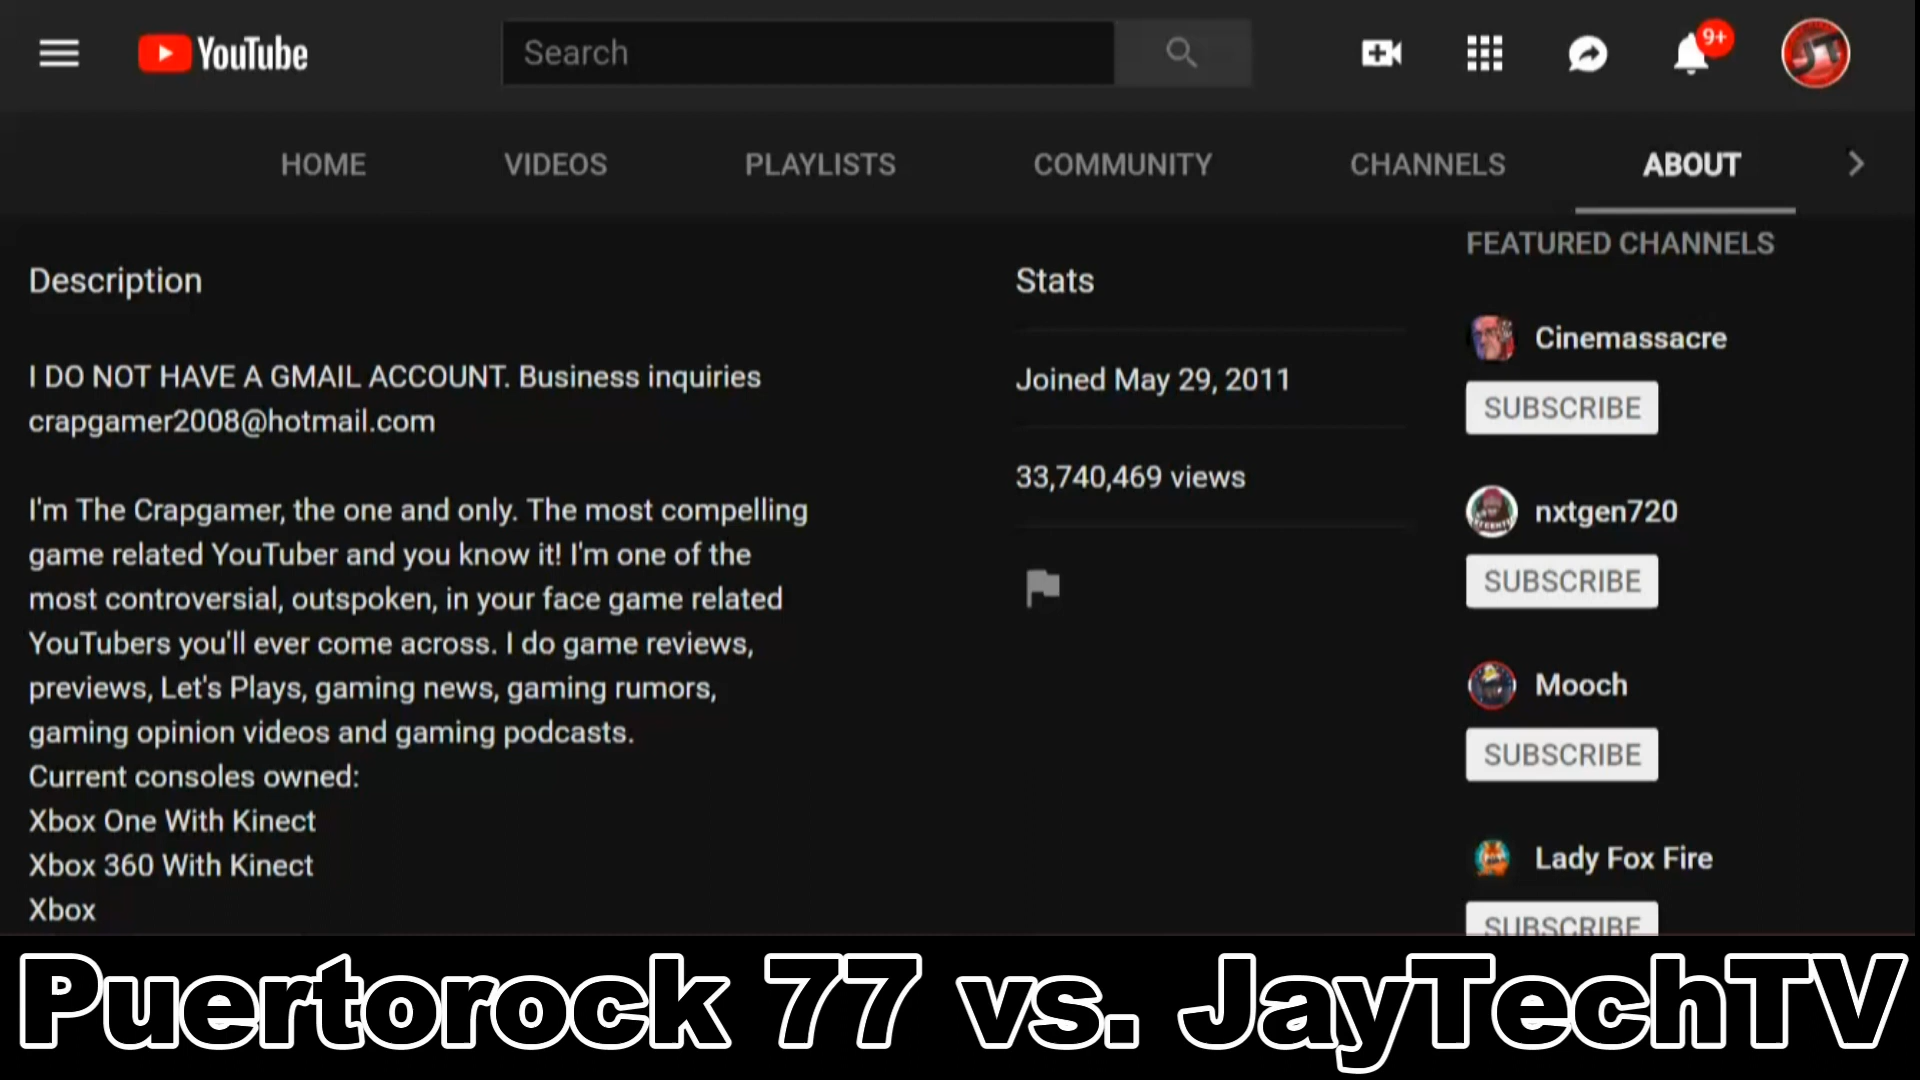 YouTube
Search
9+
JT
HOME
VIDEOS
PLAYLISTS
COMMUNITY
CHANNELS
ABOUT
Description
I DO NOT HAVE A GMAIL ACCOUNT. Business inquiries
crapgamer2008@hotmail.com
I'm The Crapgamer, the one and only. The most compelling
game related YouTuber and you know it! I'm one of the
most controversial, outspoken, in your face game related
YouTubers you'll ever come across. I do game reviews,
previews, Let's Plays, gaming news, gaming rumors,
gaming opinion videos and gaming podcasts.
Current consoles owned:
Xbox One With Kinect
Xbox 360 With Kinect
Xbox
Stats
Joined May 29, 2011
33,740,469 views
FEATURED CHANNELS
Cinemassacre
SUBSCRIBE
nxtgen720
SUBSCRIBE
Mooch
SUBSCRIBE
Lady Fox Fire
SUBSCRIBE
Puertorock 77 vs. JayTechTV